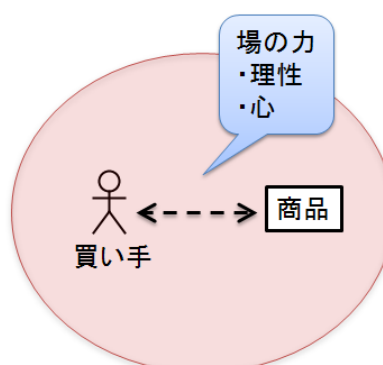 場の力
・理性
・心
商品
買い手